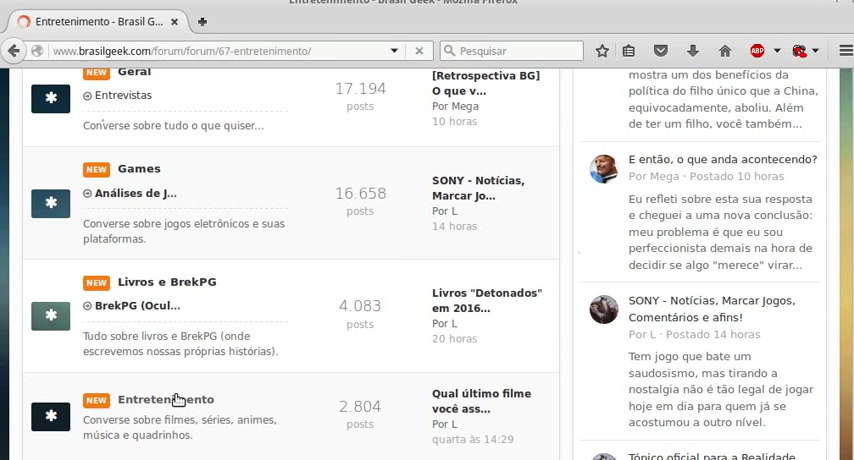 Entretenimento - Brasil Geek - Mozilla Firefox
Entretenimento - Brasil G...
www.brasilgeek.com/forum/forum/67-entretenimento/
Pesquisar
ABP
NEW Geral
Entrevistas
Converse sobre tudo o que quiser...
17.194
posts
[Retrospectiva BG]
O que v...
Por Mega
10 horas
NEW Games
Análises de J...
Converse sobre jogos eletrônicos e suas
plataformas.
16.658
posts
SONY - Notícias,
Marcar Jo...
Por L
14 horas
NEW Livros e BrekPG
BrekPG (Ocul...
Tudo sobre livros e BrekPG (onde
escrevemos nossas próprias histórias).
4.083
posts
Livros "Detonados"
em 2016...
Por L
20 horas
NEW Entretenimento
Converse sobre filmes, séries, animes,
música e quadrinhos.
2.804
posts
Qual último filme
você ass...
Por L
quarta às 14:29
mostra um dos benefícios da
política do filho único que a China,
equivocadamente, aboliu. Além
de ter um filho, você também...
E então, o que anda acontecendo?
Por Mega · Postado 10 horas
Eu refleti sobre esta sua resposta
e cheguei a uma nova conclusão:
meu problema é que eu sou
perfeccionista demais na hora de
decidir se algo "merece" virar...
SONY - Notícias, Marcar Jogos,
Comentários e afins!
Por L · Postado 14 horas
Tem jogo que bate um
saudosismo, mas tirando a
nostalgia não é tão legal de jogar
hoje em dia para quem já se
acostumou a outro nível.
Tópico oficial para a Realidade